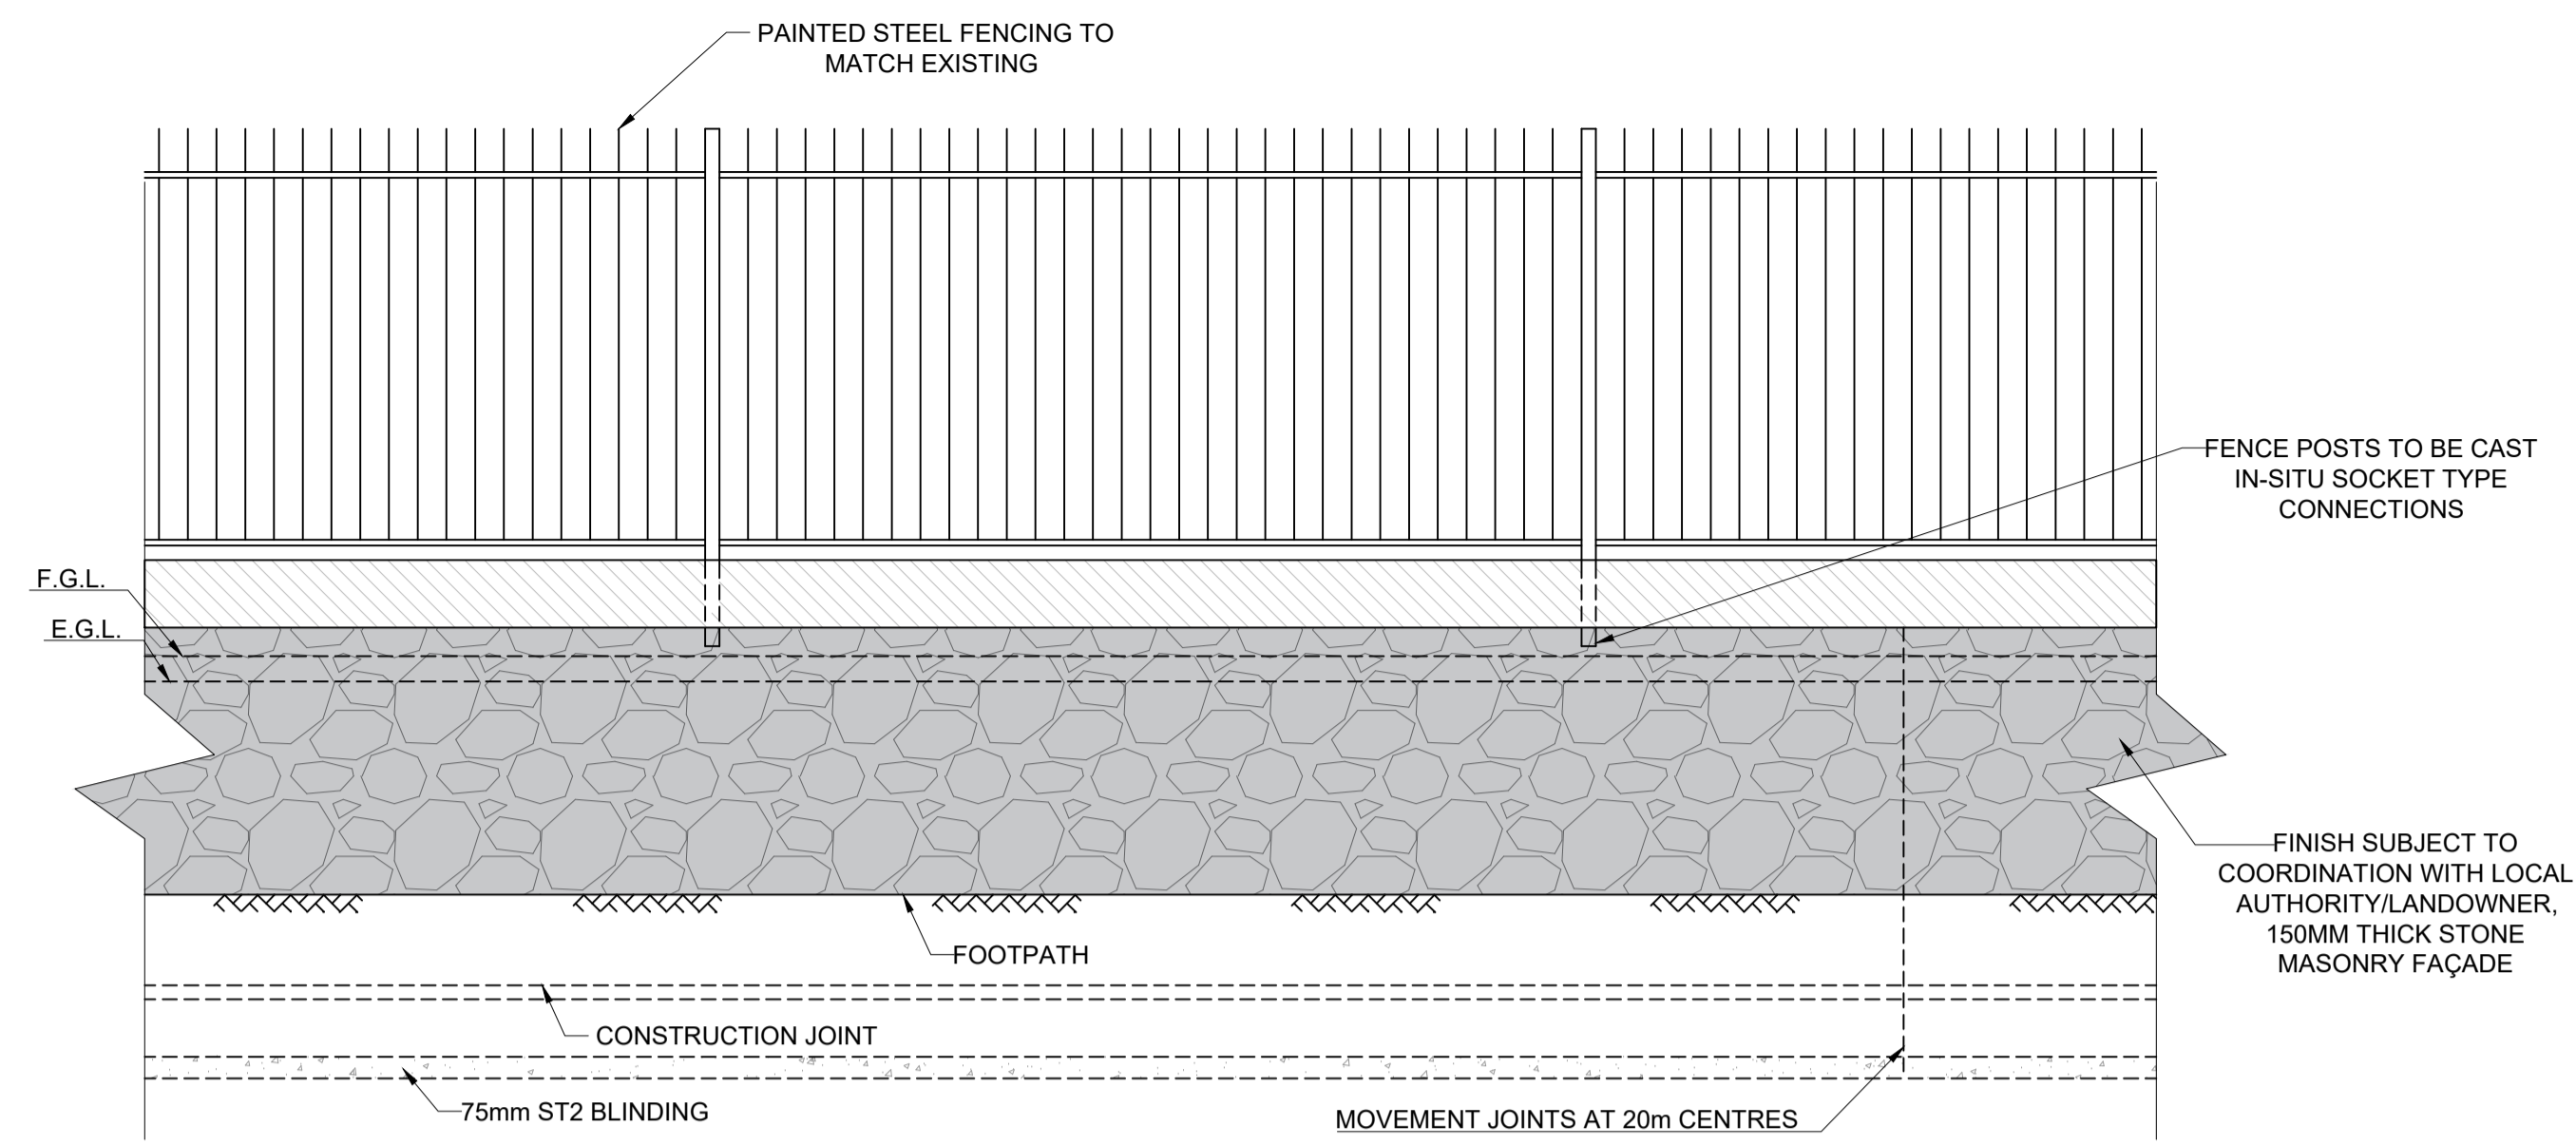 PAINTED STEEL FENCING TO
MATCH EXISTING
FENCE POSTS TO BE CAST
IN-SITU SOCKET TYPE
CONNECTIONS
F.G.L.
E.G.L.
FINISH SUBJECT TO
COORDINATION WITH LOCAL
AUTHORITY/LANDOWNER,
150MM THICK STONE
MASONRY FAÇADE
FOOTPATH
CONSTRUCTION JOINT
75mm ST2 BLINDING
MOVEMENT JOINTS AT 20m CENTRES